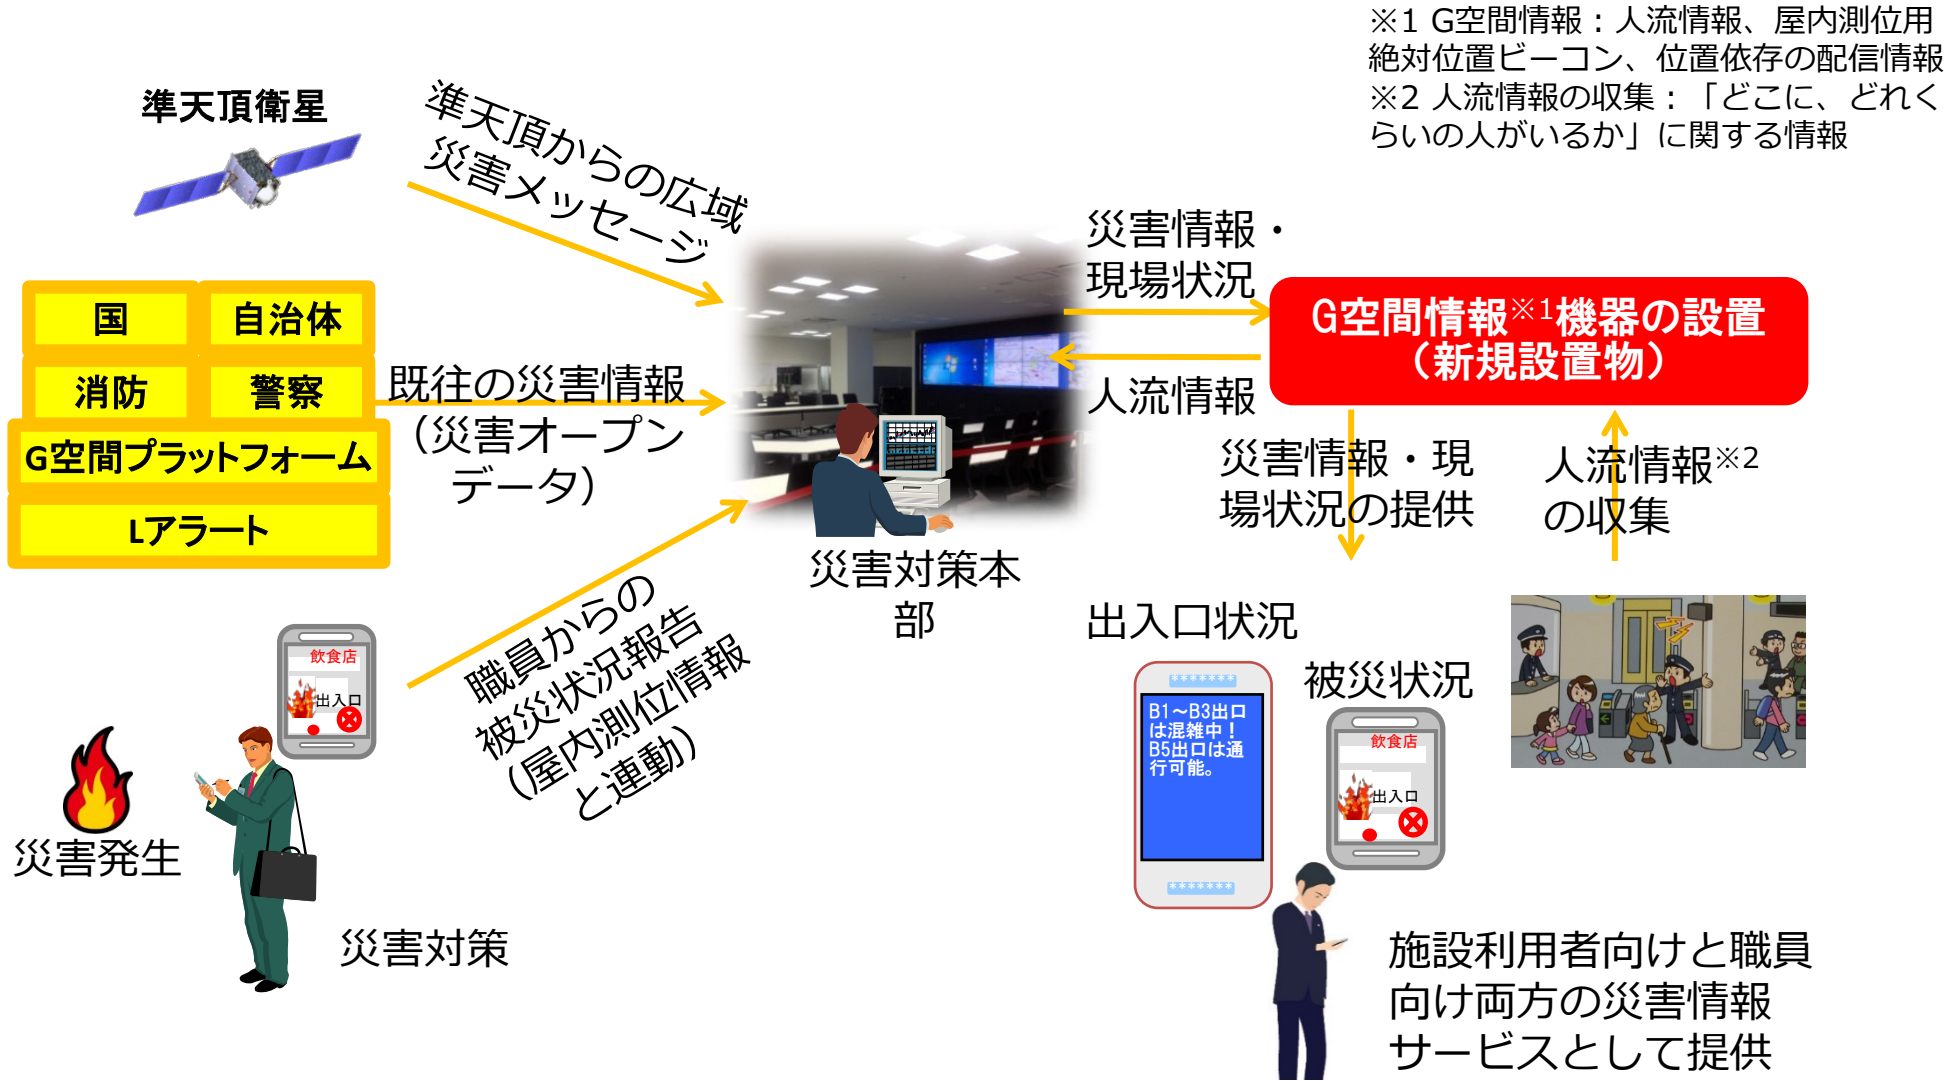 ※1 G空間情報：人流情報、屋内測位用
絶対位置ビーコン、位置依存の配信情報
※2 人流情報の収集：「どこに、どれく
らいの人がいるか」に関する情報
準天頂衛星
準天頂からの広域
災害メッセージ
国
自治体
消防
警察
G空間プラットフォーム
Lアラート
既往の災害情報
（災害オープン
データ）
災害対策本
部
災害情報・
現場状況
人流情報
G空間情報※1機器の設置
（新規設置物）
災害情報・現
場状況の提供
人流情報※2
の収集
職員からの
被災状況報告
（屋内測位情報
と連動）
飲食店
出入口
災害発生
災害対策
出入口状況
*******
B1～B3出口
は混雑中！
B5出口は通
行可能。
*******
被災状況
飲食店
出入口
施設利用者向けと職員
向け両方の災害情報
サービスとして提供